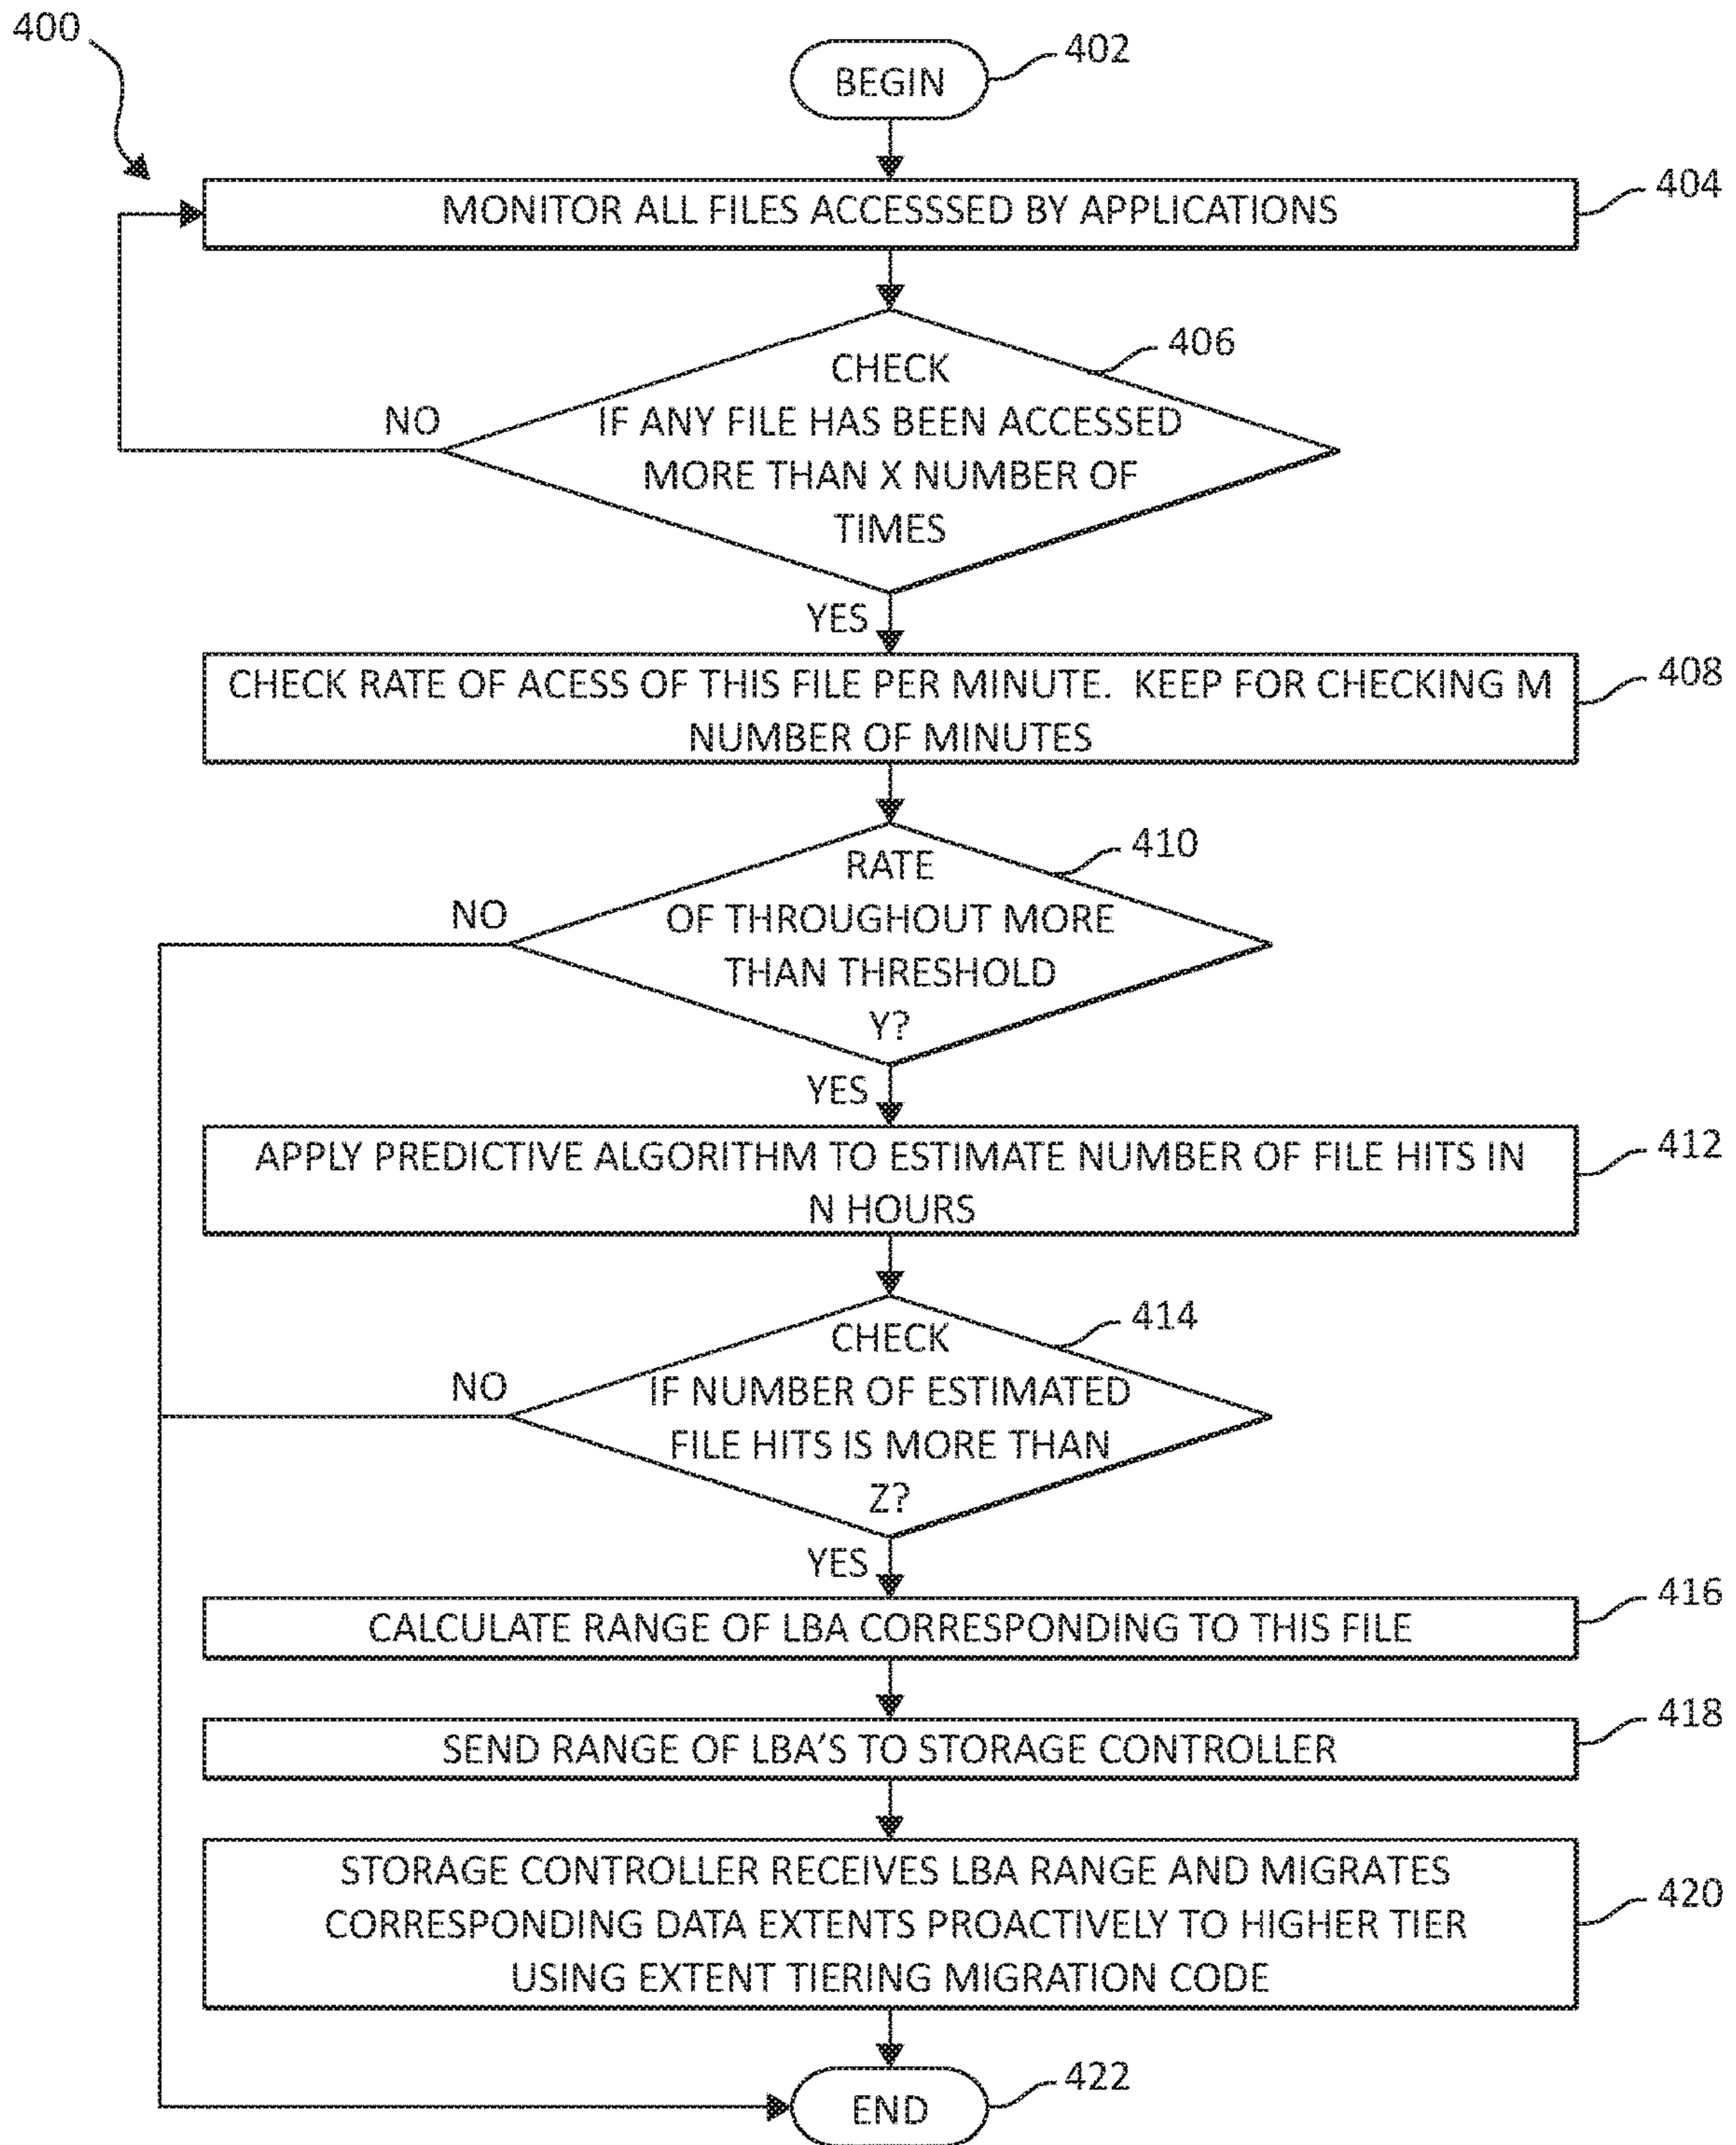 400
BEGIN
402
MONITOR ALL FILES ACCESSSED BY APPLICATIONS
404
CHECK
IF ANY FILE HAS BEEN ACCESSED
MORE THAN X NUMBER OF
TIMES
406
NO
YES
CHECK RATE OF ACESS OF THIS FILE PER MINUTE. KEEP FOR CHECKING M
NUMBER OF MINUTES
408
RATE
OF THROUGHOUT MORE
THAN THRESHOLD
Y?
410
NO
YES
APPLY PREDICTIVE ALGORITHM TO ESTIMATE NUMBER OF FILE HITS IN
N HOURS
412
CHECK
IF NUMBER OF ESTIMATED
FILE HITS IS MORE THAN
Z?
414
NO
YES
CALCULATE RANGE OF LBA CORRESPONDING TO THIS FILE
416
SEND RANGE OF LBA'S TO STORAGE CONTROLLER
418
STORAGE CONTROLLER RECEIVES LBA RANGE AND MIGRATES
CORRESPONDING DATA EXTENTS PROACTIVELY TO HIGHER TIER
USING EXTENT TIERING MIGRATION CODE
420
END
422